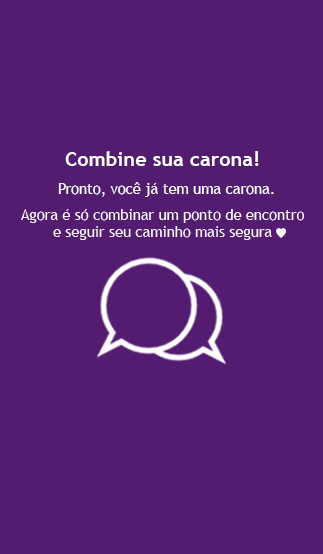 Combine sua carona!
Pronto, você já tem uma carona.
Agora é só combinar um ponto de encontro
e seguir seu caminho mais segura ♥